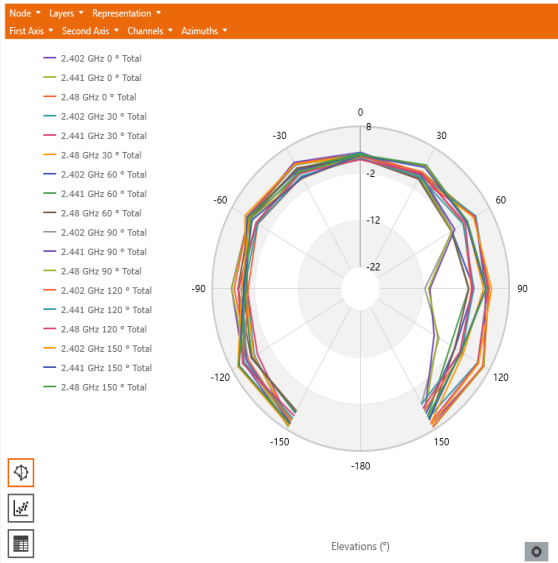 Node Layers Representation
First Axis Second Axis Channels Azimuths
2.402 GHz 0 ° Total
2.441 GHz 0 ° Total
2.48 GHz 0 ° Total
2.402 GHz 30 ° Total
2.441 GHz 30 ° Total
2.48 GHz 30 ° Total
2.402 GHz 60 ° Total
2.441 GHz 60 ° Total
2.48 GHz 60 ° Total
2.402 GHz 90 ° Total
2.441 GHz 90 ° Total
2.48 GHz 90 ° Total
2.402 GHz 120 ° Total
2.441 GHz 120 ° Total
2.48 GHz 120 ° Total
2.402 GHz 150 ° Total
2.441 GHz 150 ° Total
2.48 GHz 150 ° Total
0
8
-30
30
-2
-60
60
-12
-22
-90
90
-120
120
-150
150
-180
Elevations (°)